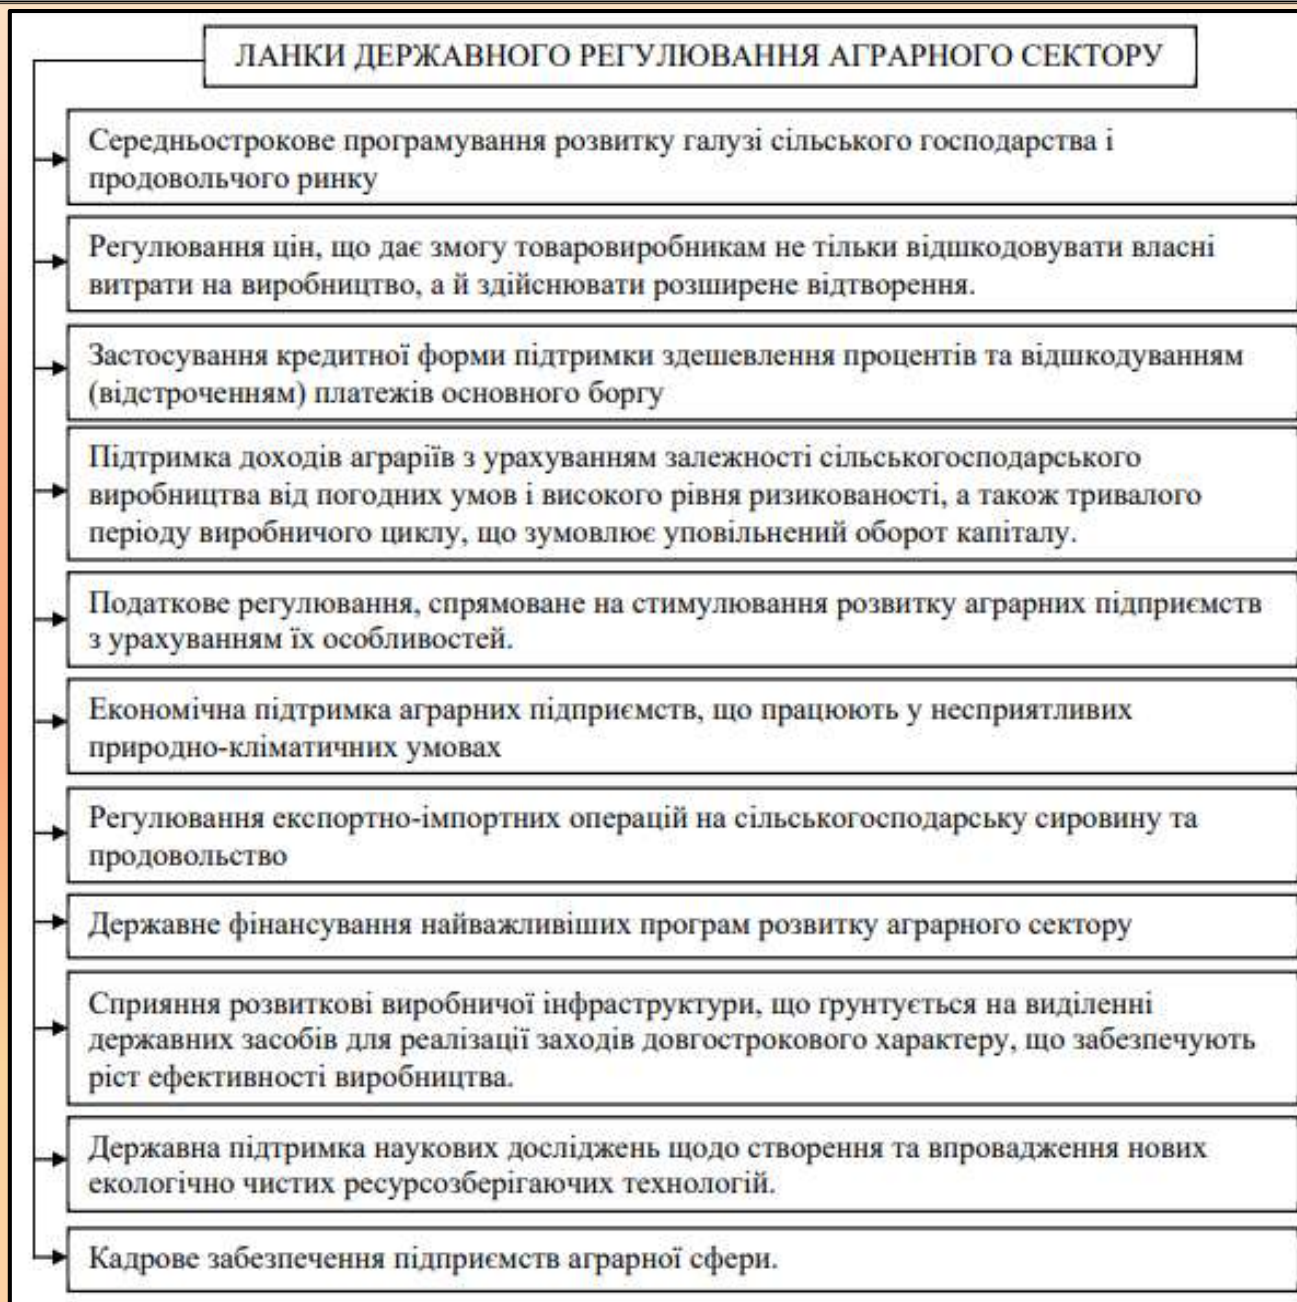 ЛАНКИ ДЕРЖАВНОГО РЕГУЛЮВАННЯ АГРАРНОГО СЕКТОРУ
Середньострокове програмування розвитку галузі сільського господарства і
продовольчого ринку
Регулювання цін, що дає змогу товаровиробникам не тільки відшкодовувати власні
витрати на виробництво, а й здійснювати розширене відтворення.
Застосування кредитної форми підтримки здешевлення процентів та відшкодуванням
(відстроченням) платежів основного боргу
Підтримка доходів аграріїв з урахуванням залежності сільськогосподарського
виробництва від погодних умов і високого рівня ризикованості, а також тривалого
періоду виробничого циклу, що зумовлює уповільнений оборот капіталу.
Податкове регулювання, спрямоване на стимулювання розвитку аграрних підприємств
з урахуванням їх особливостей.
Економічна підтримка аграрних підприємств, що працюють у несприятливих
природно-кліматичних умовах
Регулювання експортно-імпортних операцій на сільськогосподарську сировину та
продовольство
Державне фінансування найважливіших програм розвитку аграрного сектору
Сприяння розвиткові виробничої інфраструктури, що ґрунтується на виділенні
державних засобів для реалізації заходів довгострокового характеру, що забезпечують
ріст ефективності виробництва.
Державна підтримка наукових досліджень щодо створення та впровадження нових
екологічно чистих ресурсозберігаючих технологій.
Кадрове забезпечення підприємств аграрної сфери.